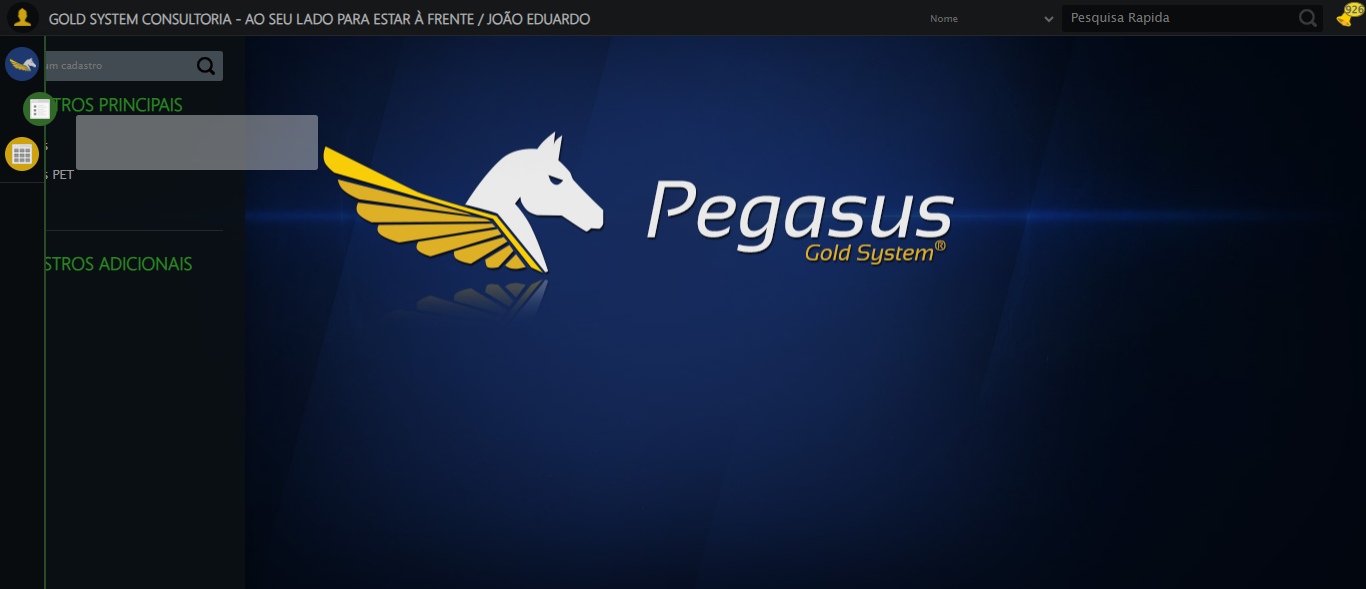 GOLD SYSTEM CONSULTORIA - AO SEU LADO PARA ESTAR À FRENTE / JOÃO EDUARDO
Nome
Pesquisa Rapida
926
um cadastro
TROS PRINCIPAIS
s
s PET
STROS ADICIONAIS
Pegasus
Gold System®